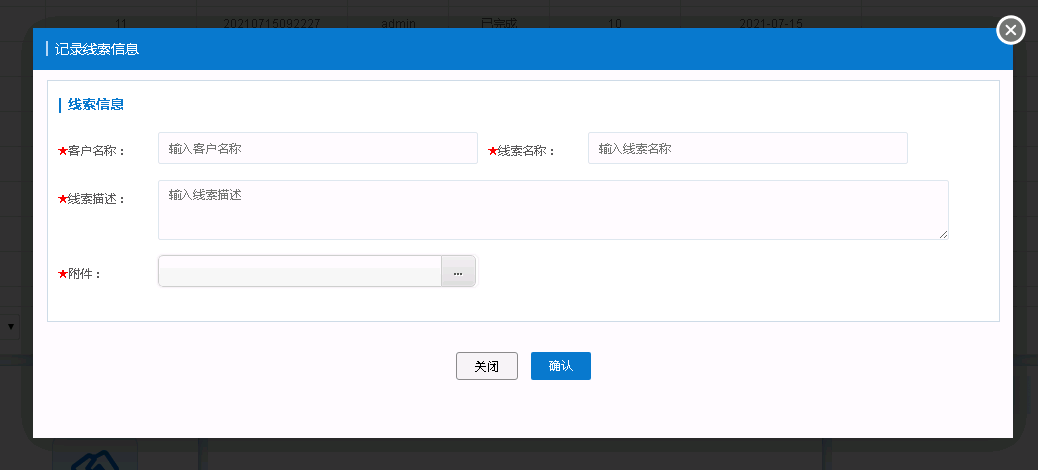 11 20210715092227 admin 已完成 10 2021-07-15
记录线索信息
线索信息
★客户名称： 输入客户名称 ★线索名称： 输入线索名称
★线索描述： 输入线索描述
★附件： ...
关闭 确认